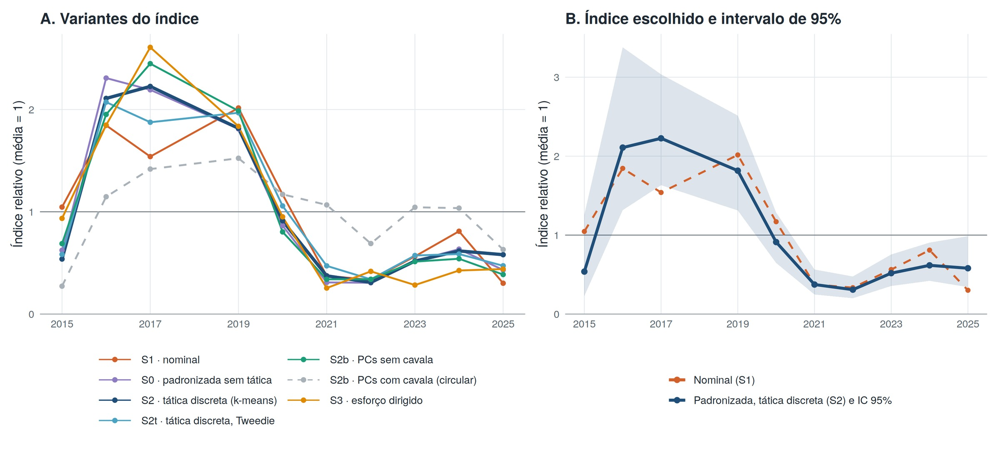 A. Variantes do índice
Índice relativo (média = 1)
2
1
0
2015 2017 2019 2021 2023 2025
S1 · nominal
S0 · padronizada sem tática
S2 · tática discreta (k-means)
S2t · tática discreta, Tweedie
S2b · PCs sem cavala
S2b · PCs com cavala (circular)
S3 · esforço dirigido
B. Índice escolhido e intervalo de 95%
Índice relativo (média = 1)
3
2
1
0
2015 2017 2019 2021 2023 2025
Nominal (S1)
Padronizada, tática discreta (S2) e IC 95%